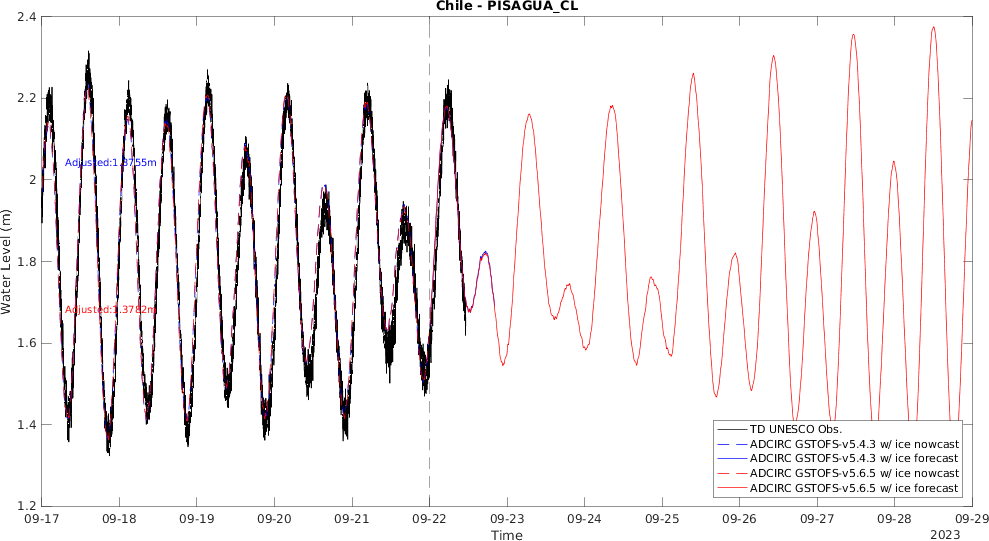 Chile - PISAGUA_CL
2.4
2.2
2
1.8
1.6
1.4
1.2
Water Level (m)
Adjusted:1.3755m
Adjusted:1.3782m
TD UNESCO Obs.
ADCIRC GSTOFS-v5.4.3 w/ ice nowcast
ADCIRC GSTOFS-v5.4.3 w/ ice forecast
ADCIRC GSTOFS-v5.6.5 w/ ice nowcast
ADCIRC GSTOFS-v5.6.5 w/ ice forecast
09-17 09-18 09-19 09-20 09-21 09-22 09-23 09-24 09-25 09-26 09-27 09-28 09-29
Time
2023